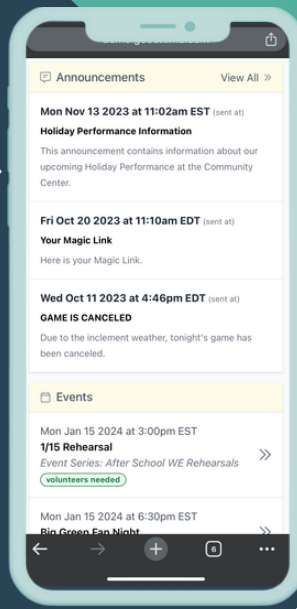 Announcements View All »
Mon Nov 13 2023 at 11:02am EST (sent at)
Holiday Performance Information
This announcement contains information about our
upcoming Holiday Performance at the Community
Center.
Fri Oct 20 2023 at 11:10am EDT (sent at)
Your Magic Link
Here is your Magic Link.
Wed Oct 11 2023 at 4:46pm EDT (sent at)
GAME IS CANCELED
Due to the inclement weather, tonight's game has
been canceled.
Events
Mon Jan 15 2024 at 3:00pm EST
1/15 Rehearsal
Event Series: After School WE Rehearsals
volunteers needed
Mon Jan 15 2024 at 6:30pm EST
Big Green Fan Night
6